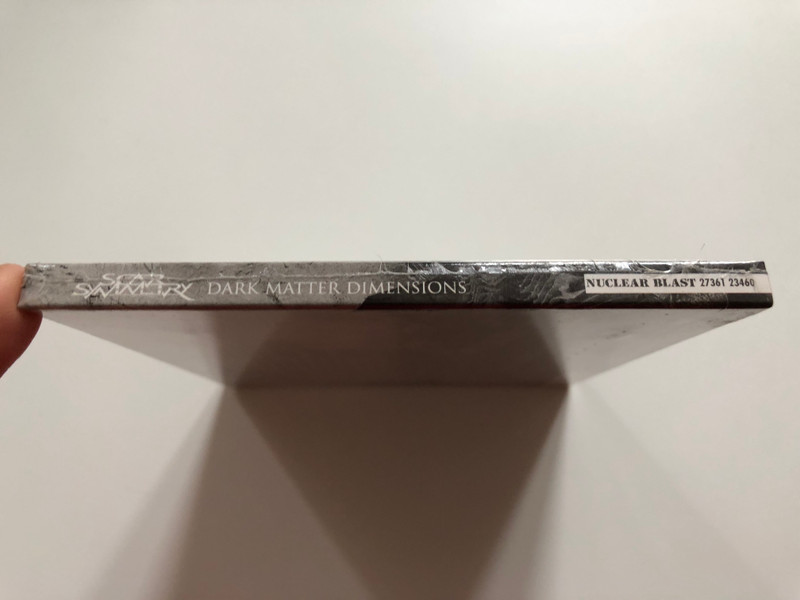 SCAR
SYMMETRY
DARK MATTER DIMENSIONS
NUCLEAR BLAST 27361 23460